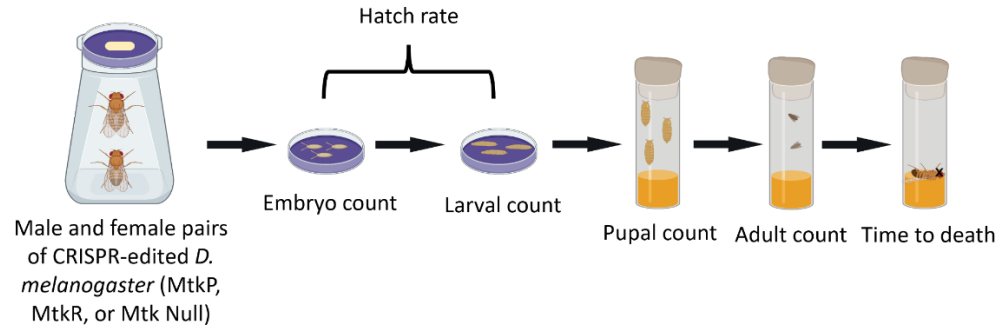 Hatch rate
Embryo count
Larval count
Pupal count
Adult count
Time to death
Male and female pairs
of CRISPR-edited D.
melanogaster (MtkP,
MtkR, or Mtk Null)